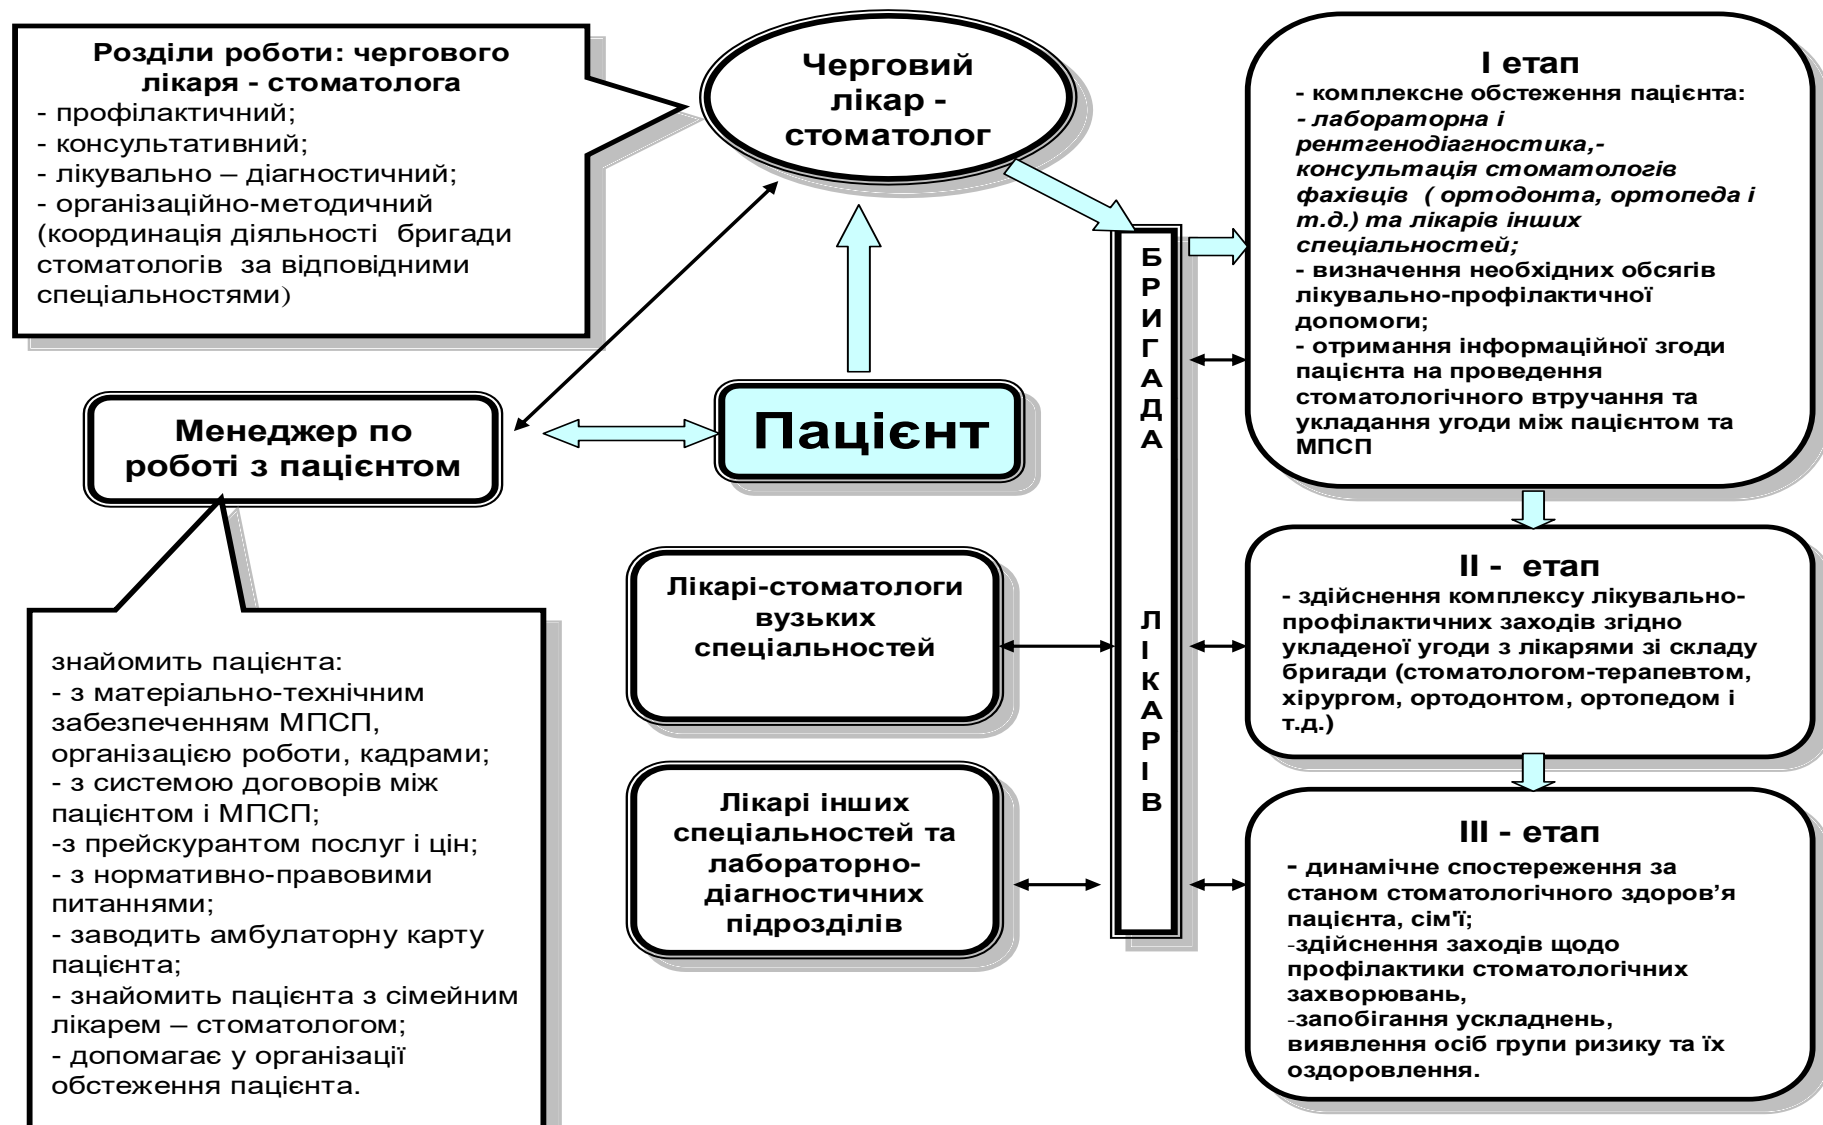 Розділи роботи: чергового
лікаря - стоматолога
- профілактичний;
- консультативний;
- лікувально – діагностичний;
- організаційно-методичний
(координація діяльності бригади
стоматологів за відповідними
спеціальностями)
Черговий
лікар -
стоматолог
Менеджер по
роботі з пацієнтом
Пацієнт
знайомить пацієнта:
- з матеріально-технічним
забезпеченням МПСП,
організацією роботи, кадрами;
- з системою договорів між
пацієнтом і МПСП;
-з прейскурантом послуг і цін;
- з нормативно-правовими
питаннями;
- заводить амбулаторну карту
пацієнта;
- знайомить пацієнта з сімейним
лікарем – стоматологом;
- допомагає у організації
обстеження пацієнта.
Лікарі-стоматологи
вузьких
спеціальностей
Лікарі інших
спеціальностей та
лабораторно-
діагностичних
підрозділів
Б
Р
И
Г
А
Д
А
Л
І
К
А
Р
І
В
І етап
- комплексне обстеження пацієнта:
- лабораторна і
рентгенодіагностика,-
консультація стоматологів
фахівців ( ортодонта, ортопеда і
т.д.) та лікарів інших
спеціальностей;
- визначення необхідних обсягів
лікувально-профілактичної
допомоги;
- отримання інформаційної згоди
пацієнта на проведення
стоматологічного втручання та
укладання угоди між пацієнтом та
МПСП
ІІ - етап
- здійснення комплексу лікувально-
профілактичних заходів згідно
укладеної угоди з лікарями зі складу
бригади (стоматологом-терапевтом,
хірургом, ортодонтом, ортопедом і
т.д.)
ІІІ - етап
- динамічне спостереження за
станом стоматологічного здоров’я
пацієнта, сім'ї;
-здійснення заходів щодо
профілактики стоматологічних
захворювань,
-запобігання ускладнень,
виявлення осіб групи ризику та їх
оздоровлення.